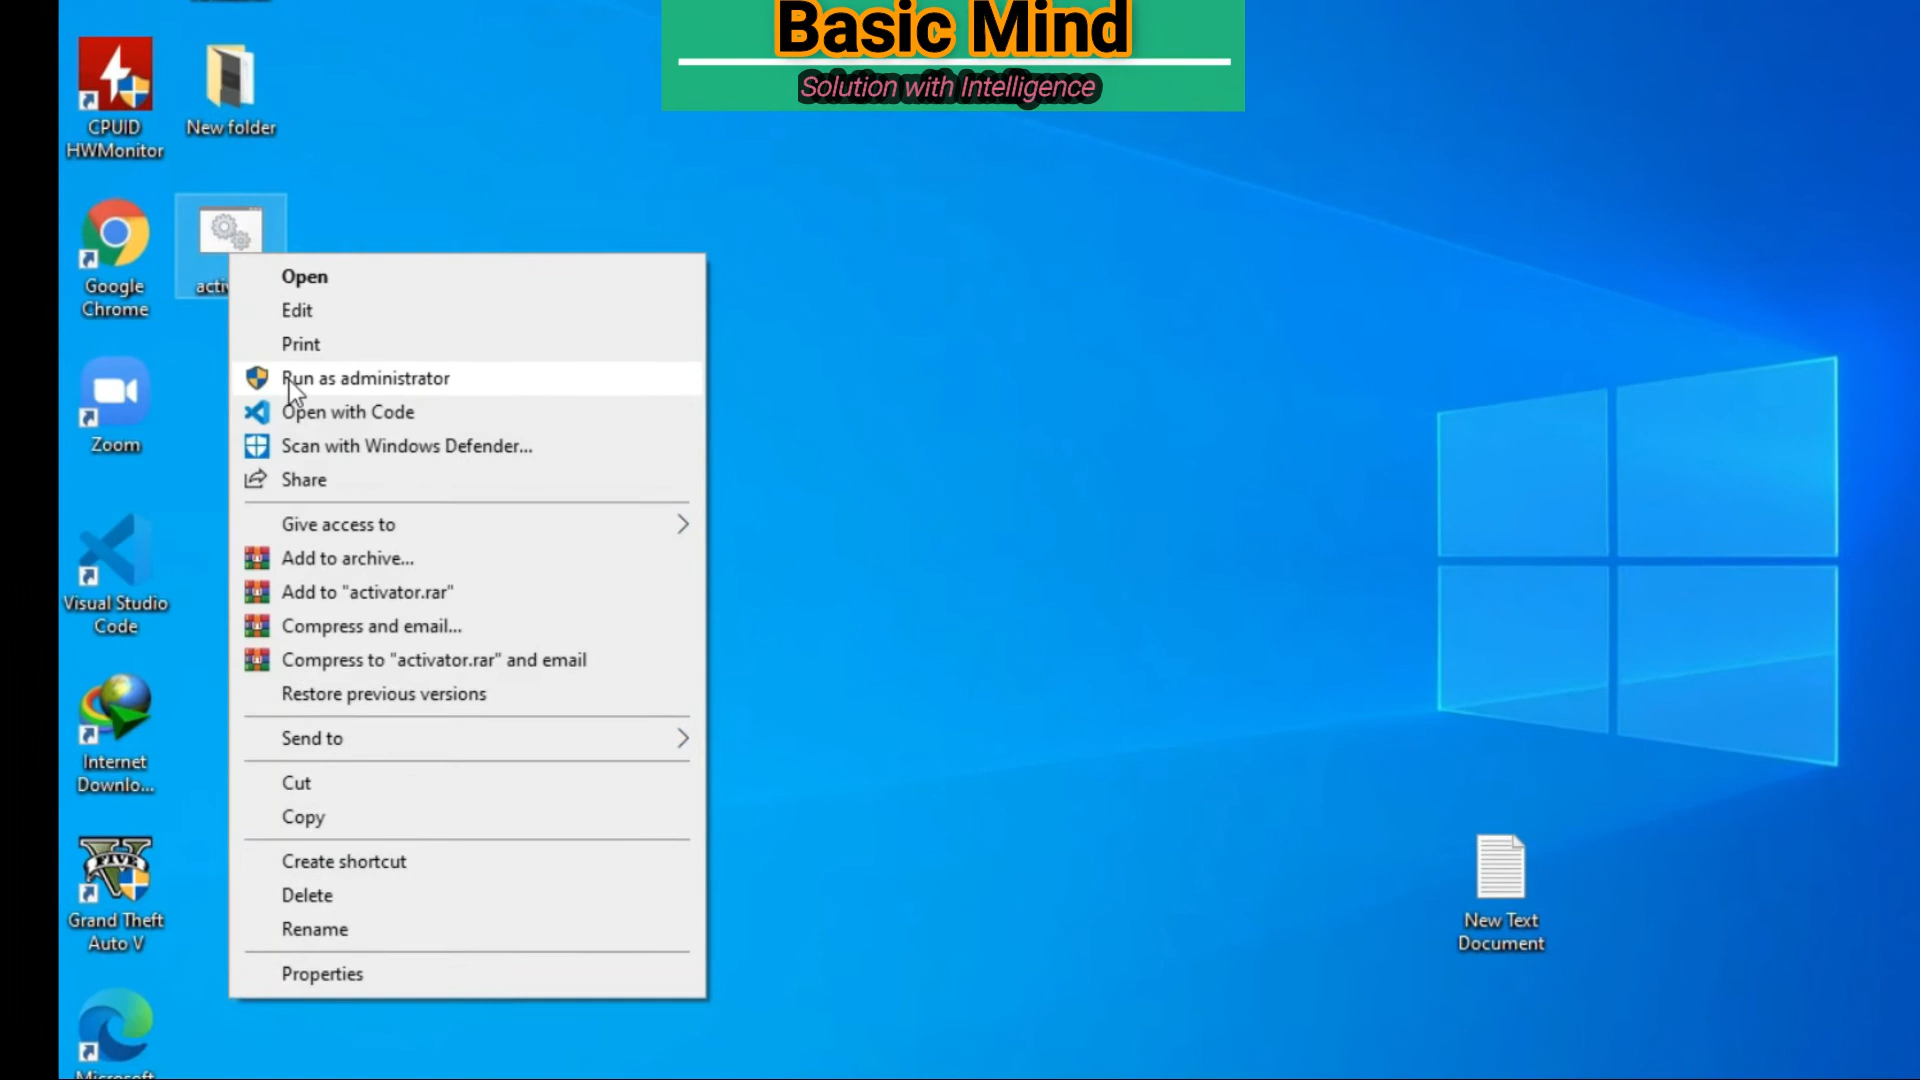 Basic Mind
Solution with Intelligence
CPUID
HWMonitor
New folder
Google
Chrome
Zoom
Visual Studio
Code
Internet
Downlo...
Grand Theft
Auto V
Open
Edit
Print
Run as administrator
Open with Code
Scan with Windows Defender...
Share
Give access to
Add to archive...
Add to "activator.rar"
Compress and email...
Compress to "activator.rar" and email
Restore previous versions
Send to
Cut
Copy
Create shortcut
Delete
Rename
Properties
New Text
Document
FIVE
Microsoft